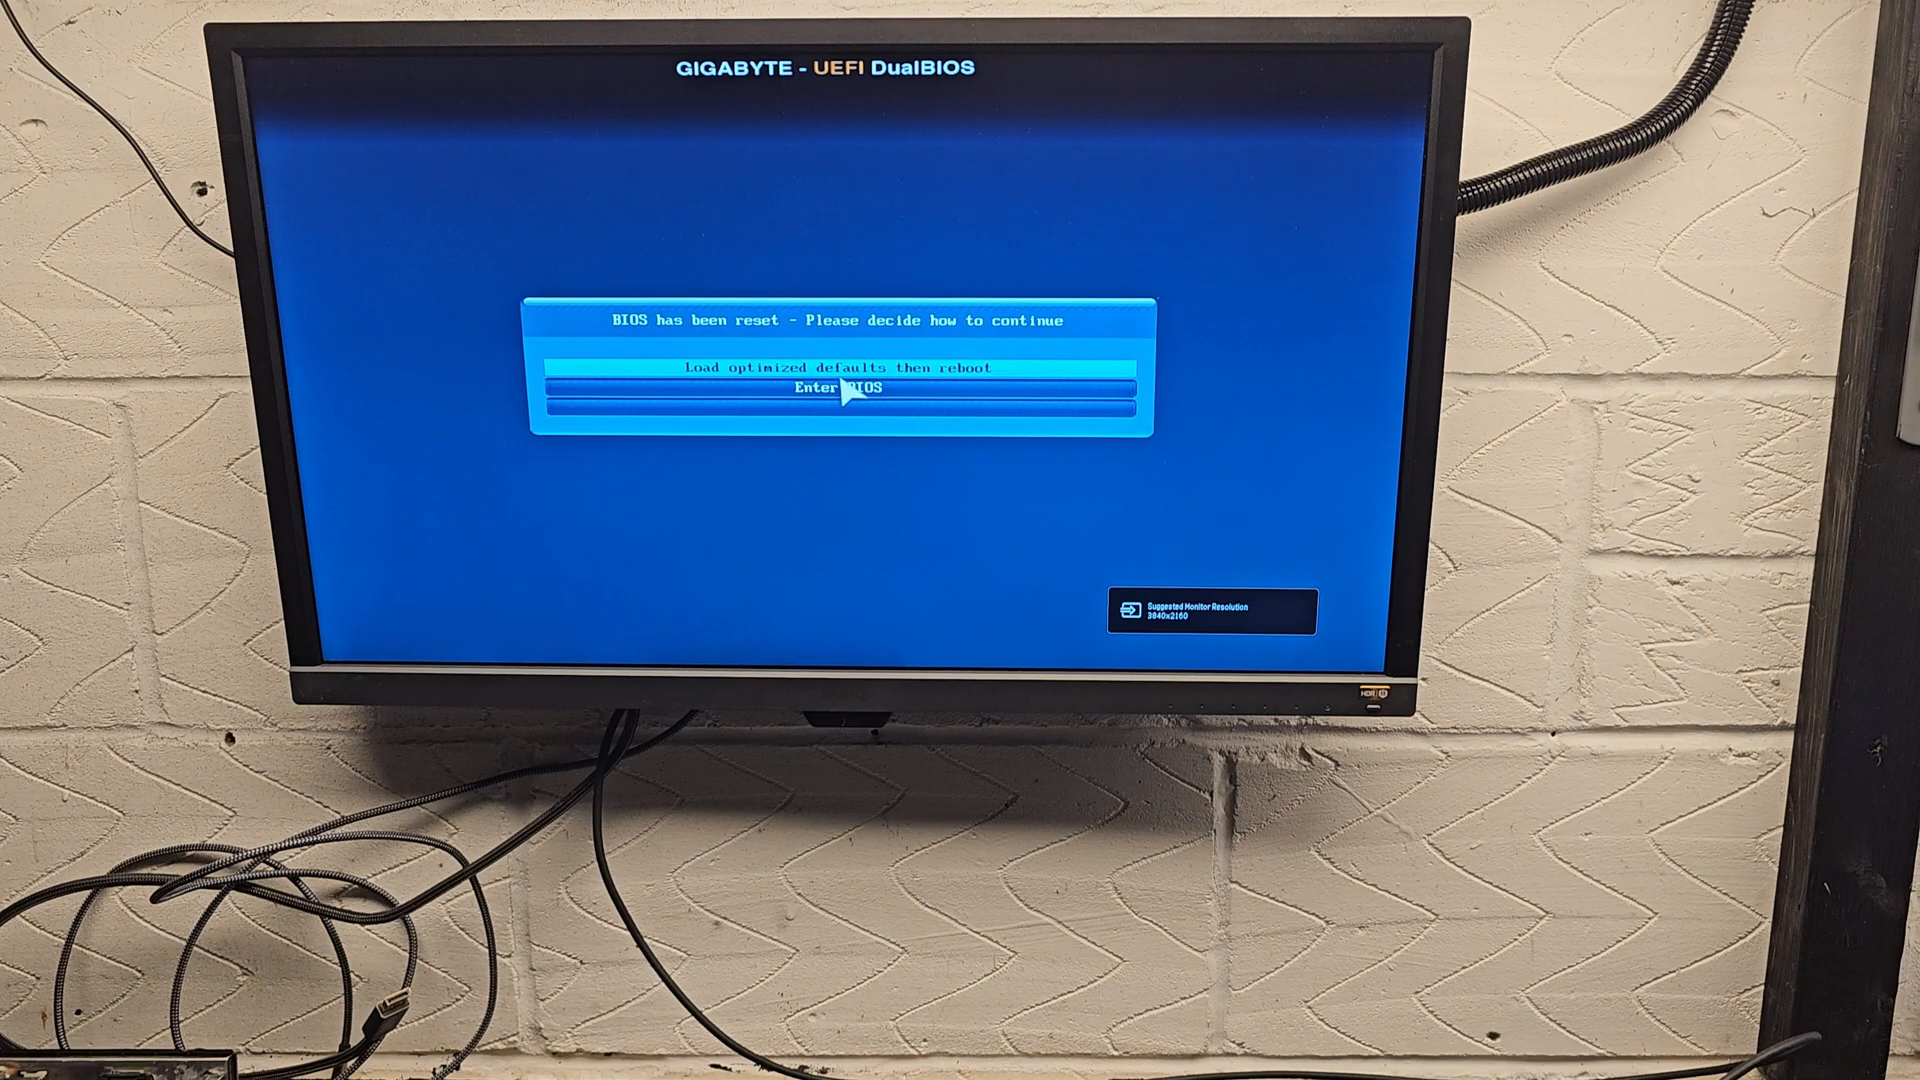 GIGABYTE - UEFI DualBIOS
BIOS has been reset - Please decide how to continue
Load optimized defaults then reboot
Enter BIOS
Suggested Monitor Resolution
3840x2160
HDR